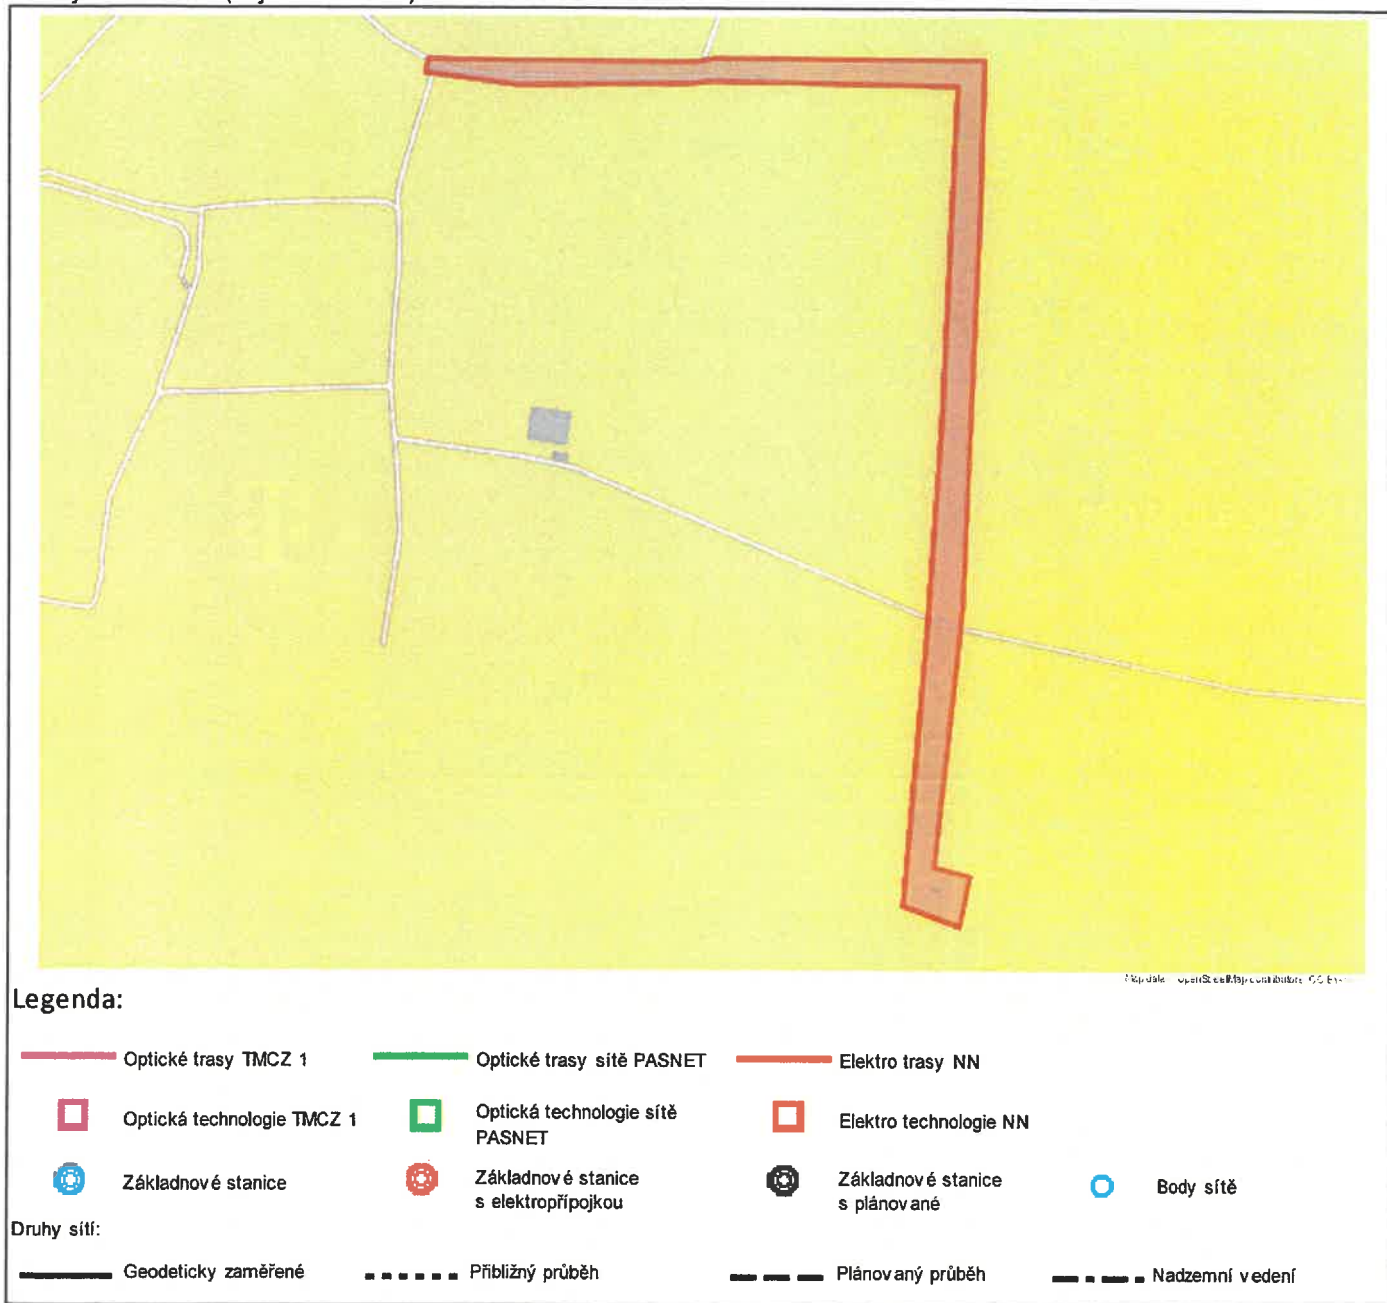 Legenda:
Optické trasy TMCZ 1
Optické trasy sítě PASNET
Elektro trasy NN
Optická technologie TMCZ 1
Optická technologie sítě
PASNET
Elektro technologie NN
Základnové stanice
Základnové stanice
s elektropřípojkou
Základnové stanice
s plánované
Body sítě
Druhy sítí:
Geodeticky zaměřené
Přibližný průběh
Plánovaný průběh
Nadzemní vedení